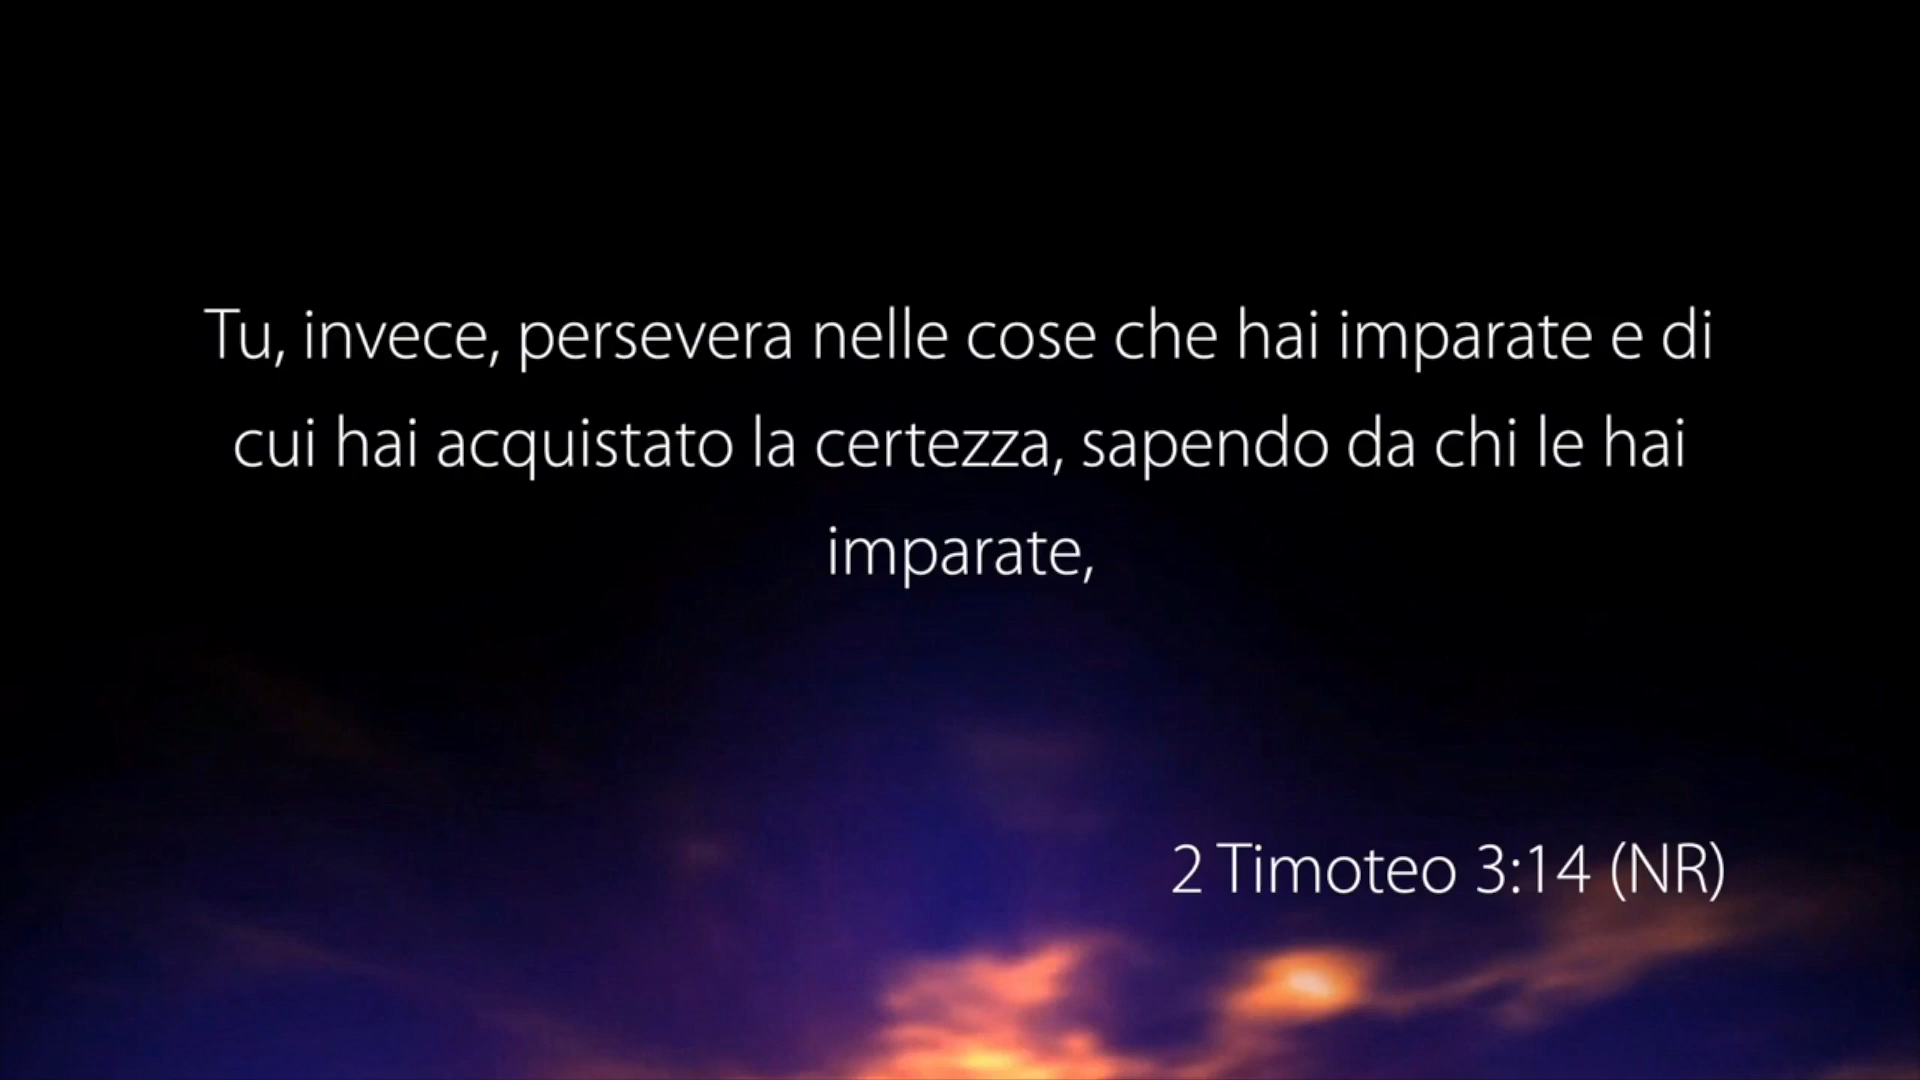 Tu, invece, persevera nelle cose che hai imparate e di
cui hai acquistato la certezza, sapendo da chi le hai
imparate,
2 Timoteo 3:14 (NR)